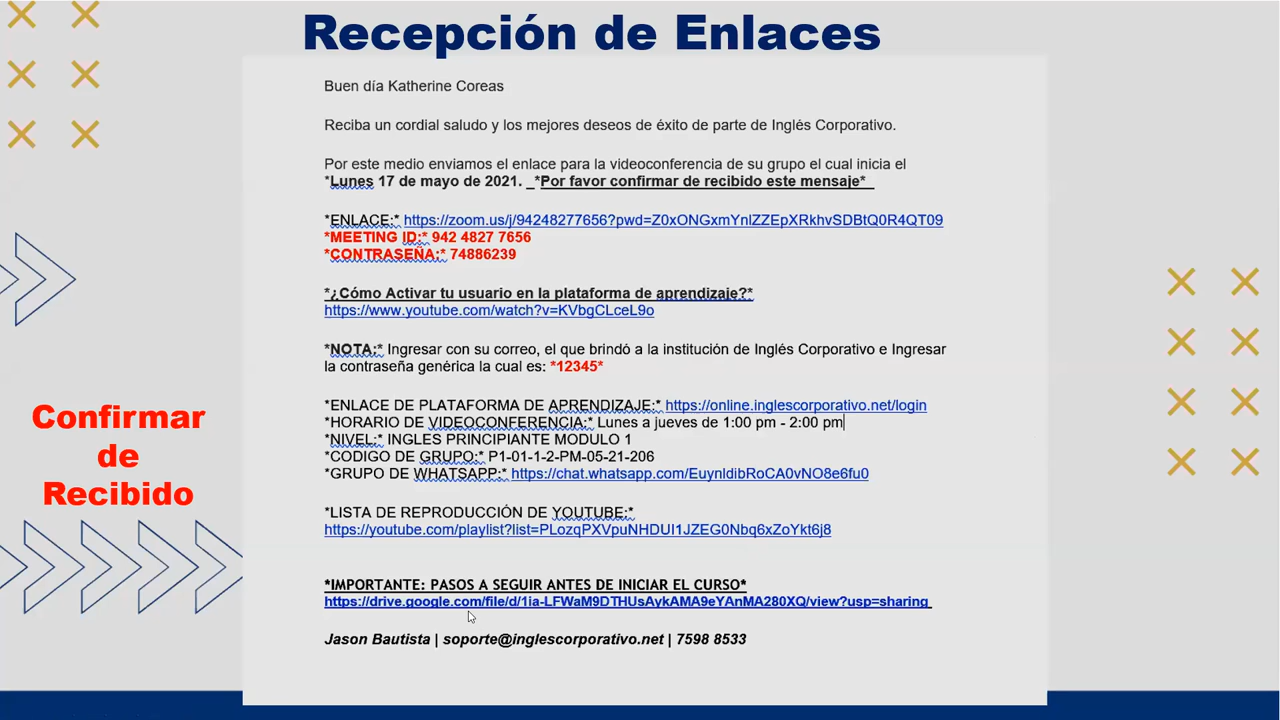 Recepción de Enlaces
Buen día Katherine Coreas
Reciba un cordial saludo y los mejores deseos de éxito de parte de Inglés Corporativo.
Por este medio enviamos el enlace para la videoconferencia de su grupo el cual inicia el
*Lunes 17 de mayo de 2021. _*Por favor confirmar de recibido este mensaje*_
*ENLACE:* https://zoom.us/j/94248277656?pwd=Z0xONGxmYnlZZEpXRkhvSDBtQ0R4QT09
*MEETING ID:* 942 4827 7656
*CONTRASEÑA:* 74886239
*¿Cómo Activar tu usuario en la plataforma de aprendizaje?*
https://www.youtube.com/watch?v=KVbgCLceL9o
*NOTA:* Ingresar con su correo, el que brindó a la institución de Inglés Corporativo e Ingresar
la contraseña genérica la cual es: *12345*
*ENLACE DE PLATAFORMA DE APRENDIZAJE:* https://online.inglescorporativo.net/login
*HORARIO DE VIDEOCONFERENCIA:* Lunes a jueves de 1:00 pm - 2:00 pm
*NIVEL:* INGLES PRINCIPIANTE MODULO 1
*CODIGO DE GRUPO:* P1-01-1-2-PM-05-21-206
*GRUPO DE WHATSAPP:* https://chat.whatsapp.com/EuynIdibRoCA0vNO8e6fu0
*LISTA DE REPRODUCCIÓN DE YOUTUBE:*
https://youtube.com/playlist?list=PLozqPXVpuNHDUI1JZEG0Nbq6xZoYkt6j8
*IMPORTANTE: PASOS A SEGUIR ANTES DE INICIAR EL CURSO*
https://drive.google.com/file/d/1ia-LFWaM9DTHUsAykAMA9eYAnMA280XQ/view?usp=sharing
Jason Bautista | soporte@inglescorporativo.net | 7598 8533
Confirmar
de
Recibido